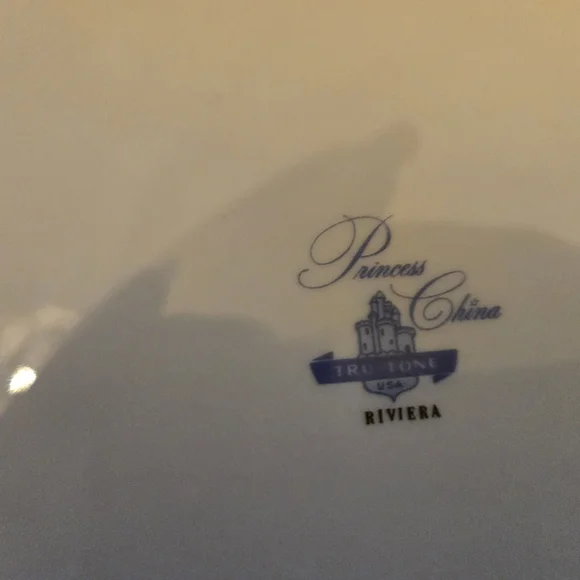 Princess
China
TRU-TONE
USA
RIVIERA